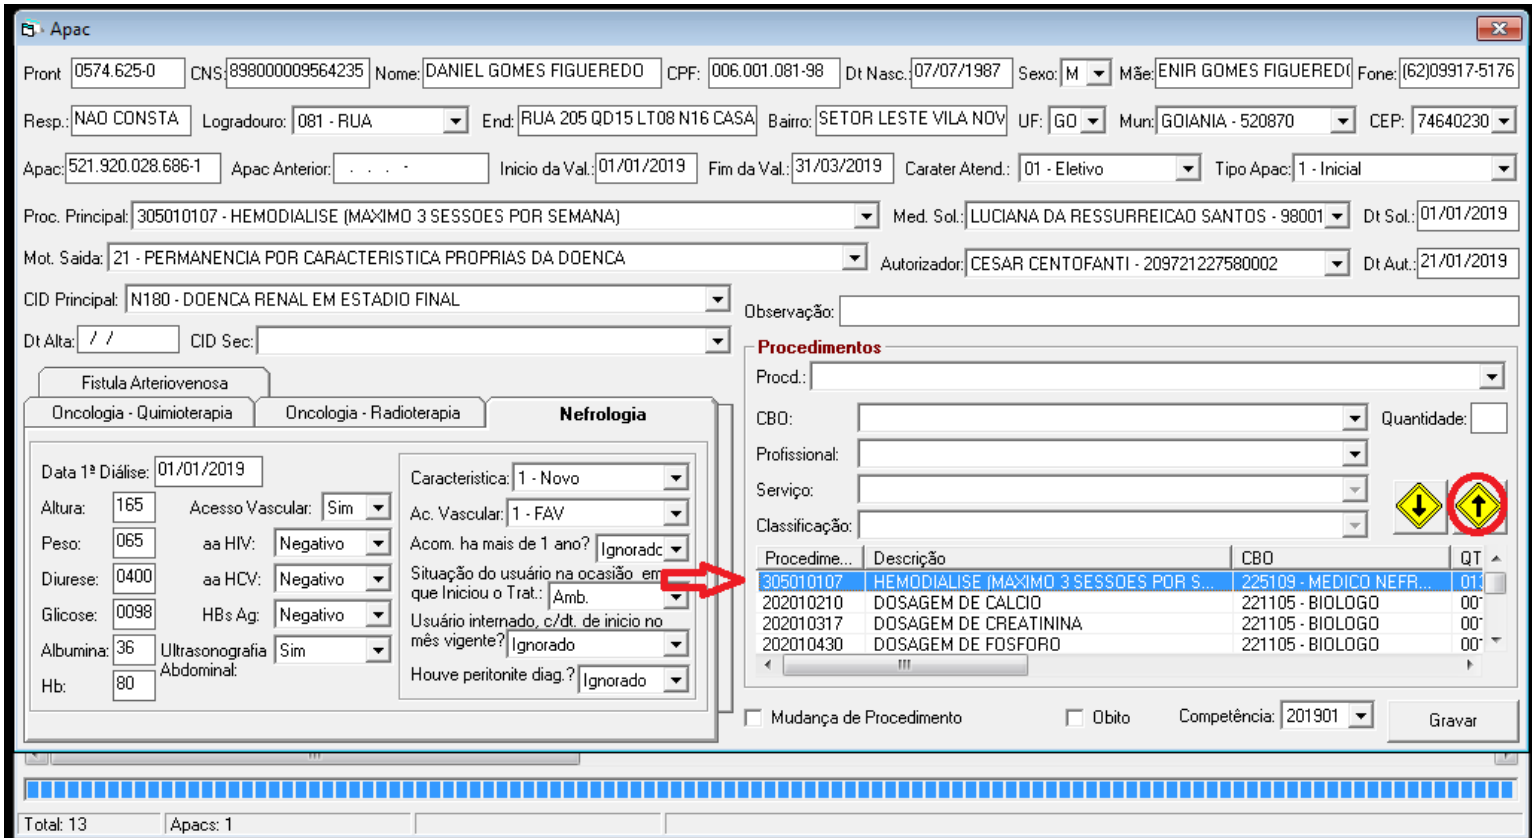 Apac
Pront 0574.625-0 CNS: 898000009564235 Nome: DANIEL GOMES FIGUEREDO CPF: 006.001.081-98 Dt Nasc.: 07/07/1987 Sexo: M Mãe: ENIR GOMES FIGUERED( Fone: (62)09917-5176
Resp.: NAO CONSTA Logradouro: 081 - RUA End: RUA 205 QD15 LT08 N16 CASA Bairro: SETOR LESTE VILA NOV UF: GO Mun: GOIANIA - 520870 CEP: 74640230
Apac: 521.920.028.686-1 Apac Anterior: . . . - Inicio da Val.: 01/01/2019 Fim da Val.: 31/03/2019 Carater Atend.: 01 - Eletivo Tipo Apac: 1 - Inicial
Proc. Principal: 305010107 - HEMODIALISE (MAXIMO 3 SESSOES POR SEMANA) Med. Sol.: LUCIANA DA RESSURREICAO SANTOS - 98001 Dt Sol.: 01/01/2019
Mot. Saida: 21 - PERMANENCIA POR CARACTERISTICA PROPRIAS DA DOENCA Autorizador: CESAR CENTOFANTI - 209721227580002 Dt Aut.: 21/01/2019
CID Principal: N180 - DOENCA RENAL EM ESTADIO FINAL
Observação:
Dt Alta: / / CID Sec:
Fistula Arteriovenosa
Oncologia - Quimioterapia Oncologia - Radioterapia Nefrologia
Data 1ª Diálise: 01/01/2019
Altura: 165 Acesso Vascular: Sim
Peso: 065 aa HIV: Negativo
Diurese: 0400 aa HCV: Negativo
Glicose: 0098 HBs Ag: Negativo
Albumina: 36 Ultrasonografia Abdominal: Sim
Hb: 80
Caracteristica: 1 - Novo
Ac. Vascular: 1 - FAV
Acom. ha mais de 1 ano? Ignorado
Situação do usuário na ocasião em
que Iniciou o Trat.: Amb.
Usuário internado, c/dt. de inicio no
mês vigente? Ignorado
Houve peritonite diag.? Ignorado
Procedimentos
Procd.:
CBO: Quantidade:
Profissional:
Serviço:
Classificação:
Procedime... Descrição CBO QT
305010107 HEMODIALISE (MAXIMO 3 SESSOES POR S... 225109 - MEDICO NEFR... 013
202010210 DOSAGEM DE CALCIO 221105 - BIOLOGO 00
202010317 DOSAGEM DE CREATININA 221105 - BIOLOGO 00
202010430 DOSAGEM DE FOSFORO 221105 - BIOLOGO 00
Mudança de Procedimento Obito Competência: 201901 Gravar
Total: 13 Apacs: 1